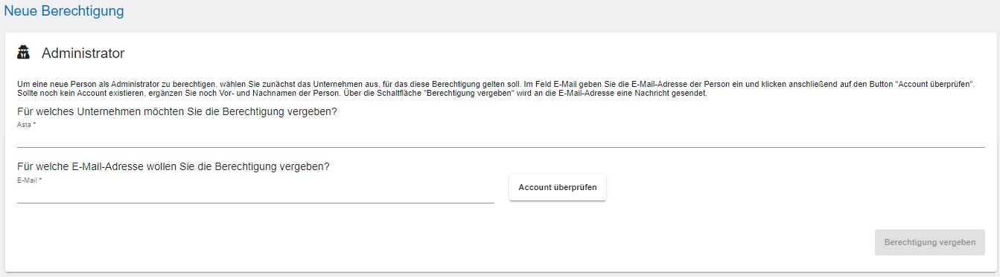 Neue Berechtigung
Administrator
Um eine neue Person als Administrator zu berechtigen, wählen Sie zunächst das Unternehmen aus, für das diese Berechtigung gelten soll. Im Feld E-Mail geben Sie die E-Mail-Adresse der Person ein und klicken anschließend auf den Button "Account überprüfen".
Sollte noch kein Account existieren, ergänzen Sie noch Vor- und Nachnamen der Person. Über die Schaltfläche "Berechtigung vergeben" wird an die E-Mail-Adresse eine Nachricht gesendet.
Für welches Unternehmen möchten Sie die Berechtigung vergeben?
Asta *
Für welche E-Mail-Adresse wollen Sie die Berechtigung vergeben?
E-Mail *
Account überprüfen
Berechtigung vergeben